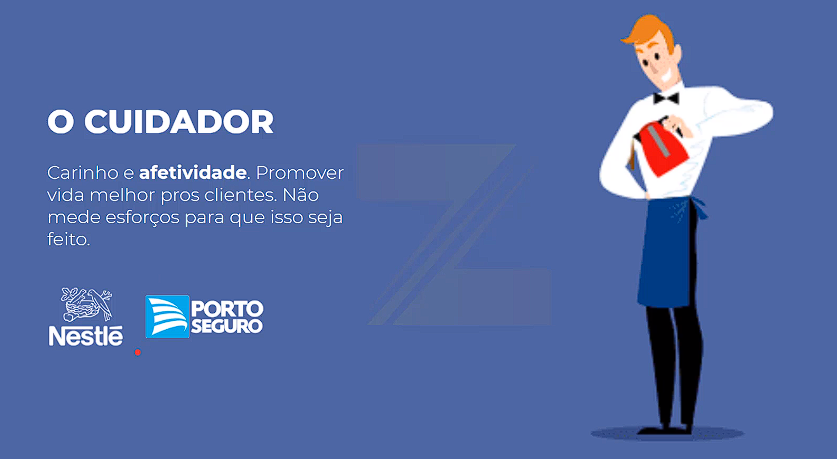 O CUIDADOR
Carinho e afetividade. Promover
vida melhor pros clientes. Não
mede esforços para que isso seja
feito.
Nestlé
PORTO
SEGURO